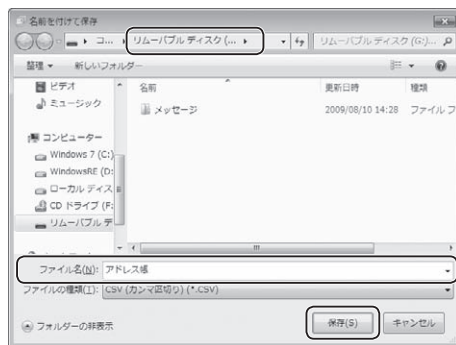 名前を付けて保存
コ... リムーバブル ディスク (... リムーバブル ディスク (G:)...
整理 新しいフォルダー
ビデオ 名前 更新日時 種類
ミュージック メッセージ 2009/08/10 14:28 ファイル フ
コンピューター
Windows 7 (C:)
WindowsRE (D:
ローカル ディス
CD ドライブ (F:
リムーバブル デ
ファイル名(N): アドレス帳
ファイルの種類(T): CSV (カンマ区切り) (*.CSV)
フォルダーの非表示 保存(S) キャンセル